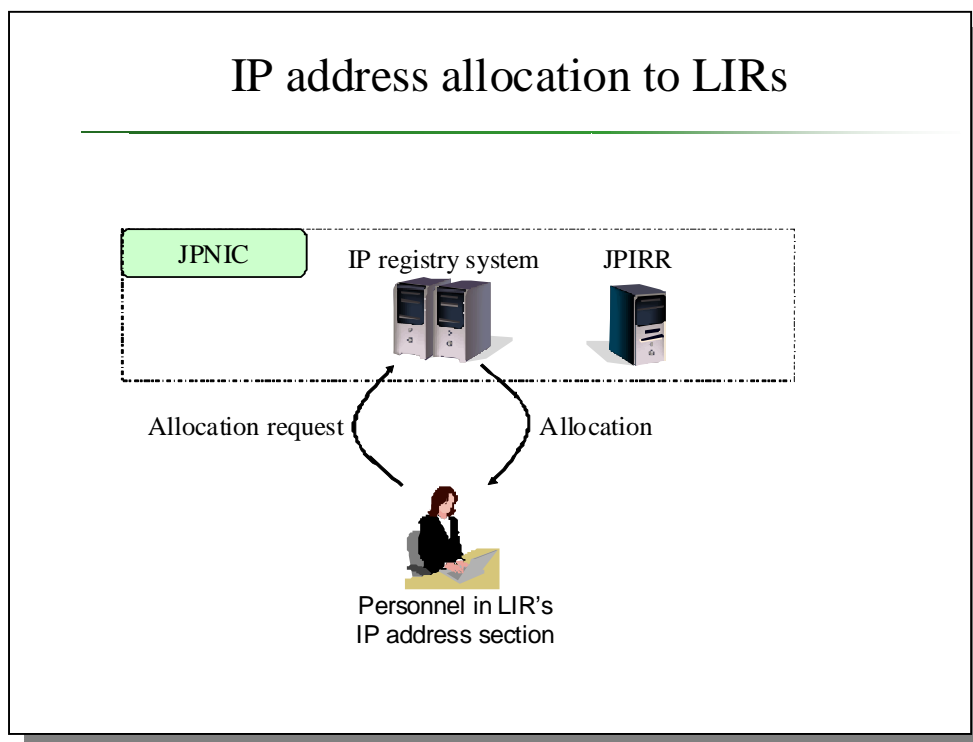 IP address allocation to LIRs
JPNIC
IP registry system
JPIRR
Allocation request
Allocation
Personnel in LIR's
IP address section